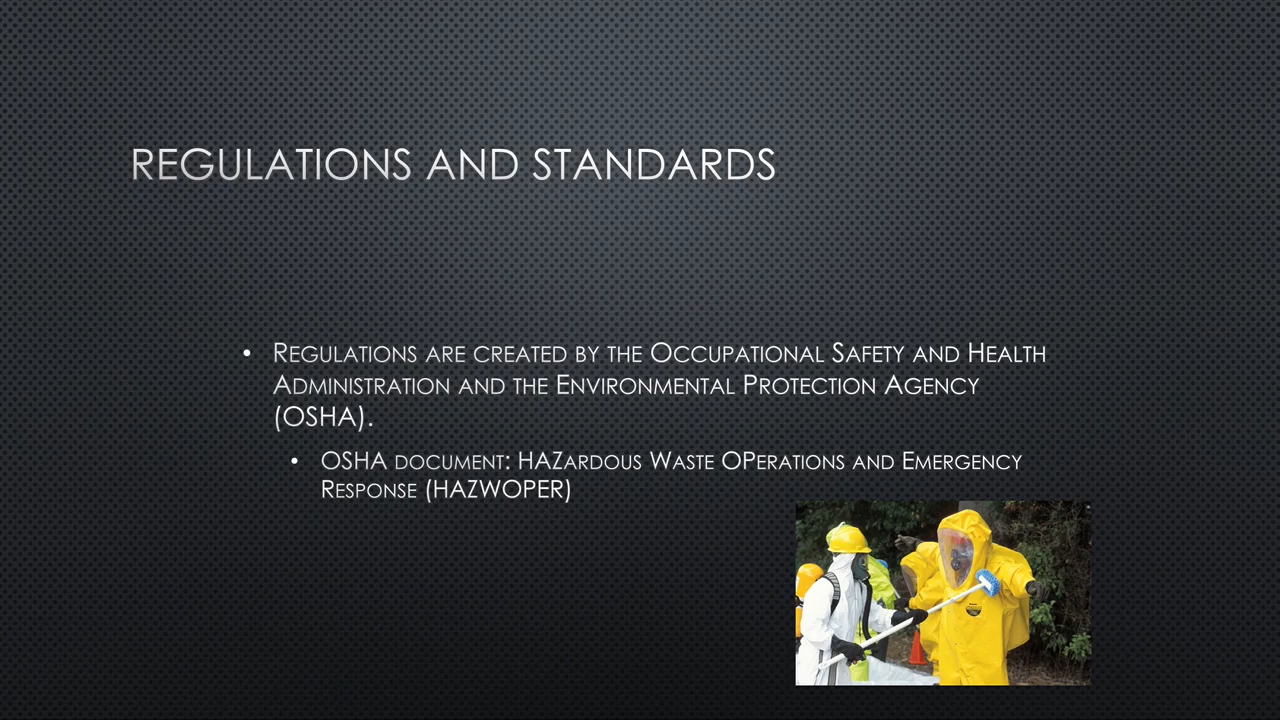 REGULATIONS AND STANDARDS
• REGULATIONS ARE CREATED BY THE OCCUPATIONAL SAFETY AND HEALTH
ADMINISTRATION AND THE ENVIRONMENTAL PROTECTION AGENCY
(OSHA).
• OSHA DOCUMENT: HAZARDOUS WASTE OPERATIONS AND EMERGENCY
RESPONSE (HAZWOPER)